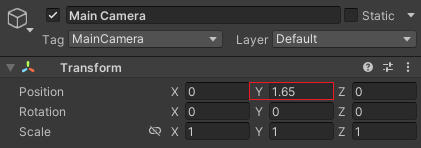 Main Camera Static
Tag MainCamera Layer Default
Transform
Position X 0 Y 1.65 Z 0
Rotation X 0 Y 0 Z 0
Scale X 1 Y 1 Z 1